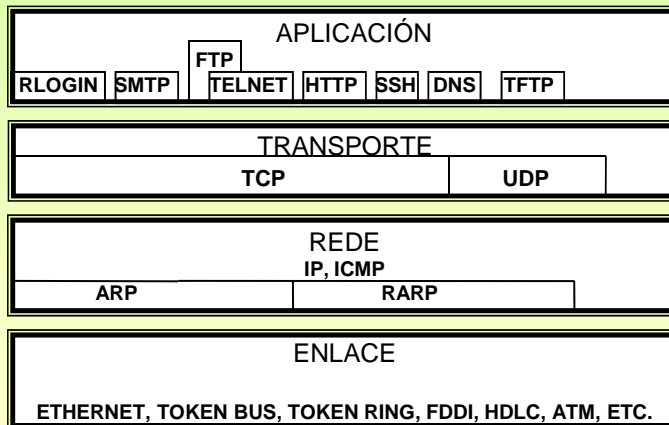 APLICACIÓN
FTP
RLOGIN SMTP TELNET HTTP SSH DNS TFTP
TRANSPORTE
TCP UDP
REDE
IP, ICMP
ARP RARP
ENLACE
ETHERNET, TOKEN BUS, TOKEN RING, FDDI, HDLC, ATM, ETC.